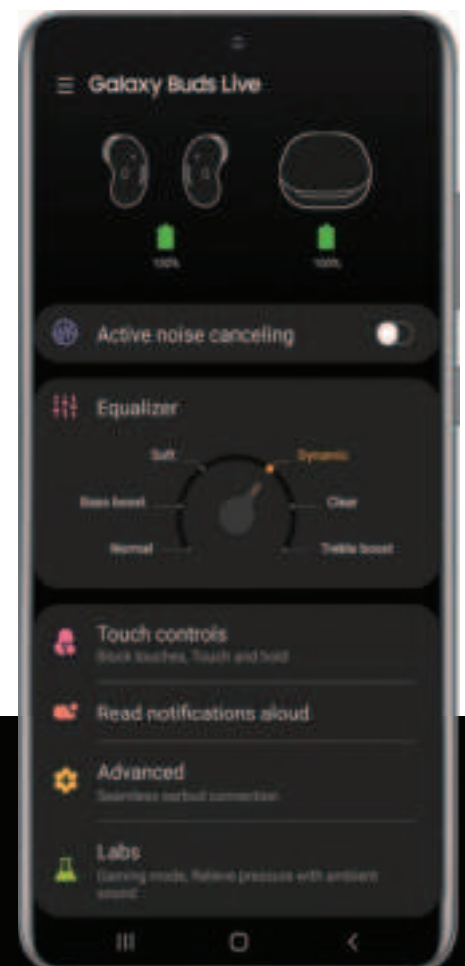 Galaxy Buds Live
100% 100%
Active noise canceling
Equalizer
Soft Dynamic
Bass boost Clear
Normal Treble boost
Touch controls
Block touches, Touch and hold
Read notifications aloud
Advanced
Seamless earbud connection
Labs
Gaming mode, Relieve pressure with ambient
sound